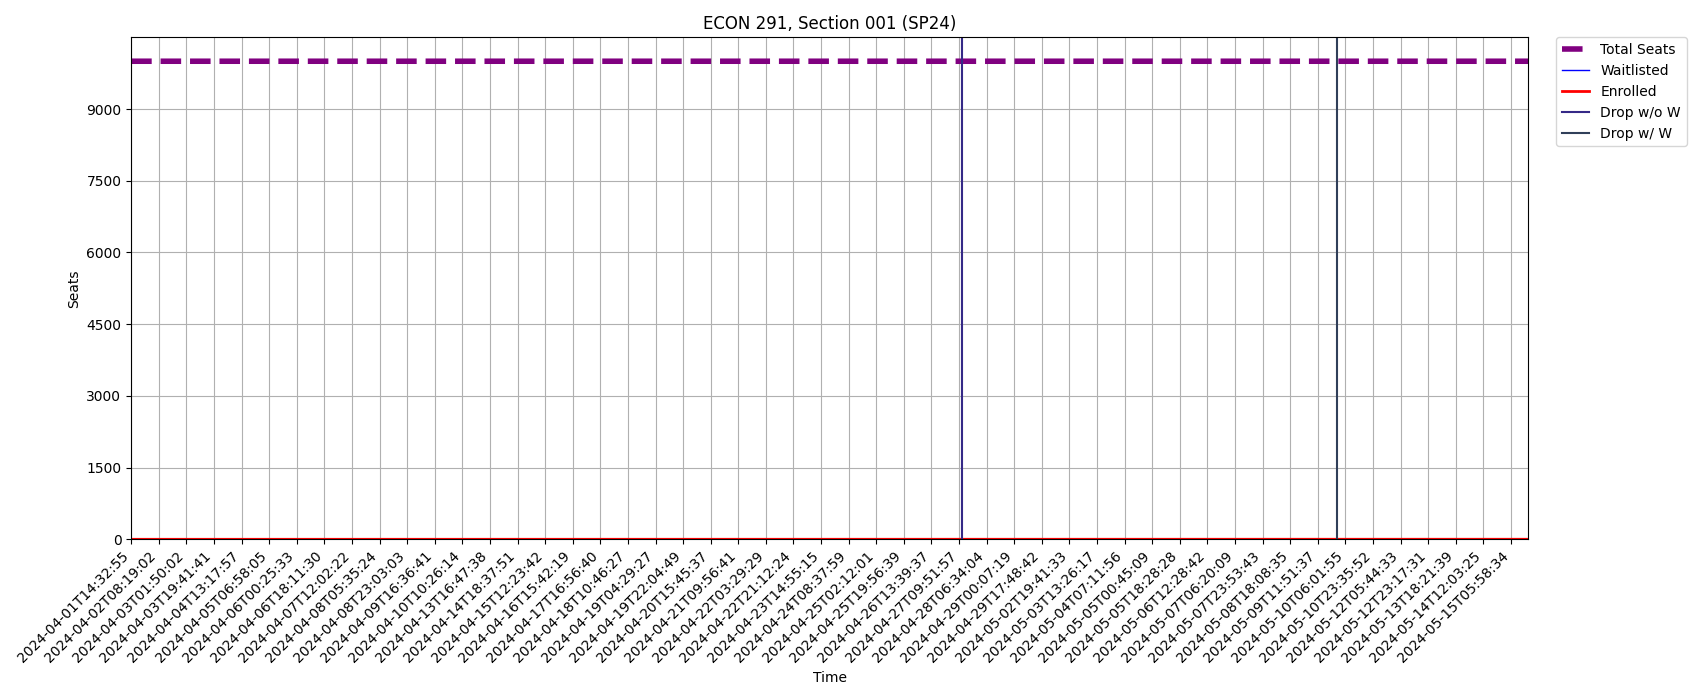 ECON 291, Section 001 (SP24)
Total Seats
Waitlisted
Enrolled
Drop w/o W
Drop w/ W
Seats
9000
7500
6000
4500
3000
1500
0
2024-04-01T14:32:55
2024-04-02T08:19:02
2024-04-03T01:50:02
2024-04-03T19:41:41
2024-04-04T13:17:57
2024-04-05T06:58:05
2024-04-06T00:25:33
2024-04-06T18:11:30
2024-04-07T12:02:22
2024-04-08T05:35:24
2024-04-08T23:03:03
2024-04-09T16:36:41
2024-04-10T10:26:14
2024-04-13T16:47:38
2024-04-14T18:37:51
2024-04-15T12:23:42
2024-04-16T15:42:19
2024-04-17T16:56:40
2024-04-18T10:46:27
2024-04-19T04:29:27
2024-04-19T22:04:49
2024-04-20T15:45:37
2024-04-21T09:56:41
2024-04-22T03:29:29
2024-04-22T21:12:24
2024-04-23T14:55:15
2024-04-24T08:37:59
2024-04-25T02:12:01
2024-04-25T19:56:39
2024-04-26T13:39:37
2024-04-27T09:51:57
2024-04-28T06:34:04
2024-04-29T00:07:19
2024-04-29T17:48:42
2024-05-02T19:41:33
2024-05-03T13:26:17
2024-05-04T07:11:56
2024-05-05T00:45:09
2024-05-05T18:28:28
2024-05-06T12:28:42
2024-05-07T06:20:09
2024-05-07T23:53:43
2024-05-08T18:08:35
2024-05-09T11:51:37
2024-05-10T06:01:55
2024-05-10T23:35:52
2024-05-12T05:44:33
2024-05-12T23:17:31
2024-05-13T18:21:39
2024-05-14T12:03:25
2024-05-15T05:58:34
Time